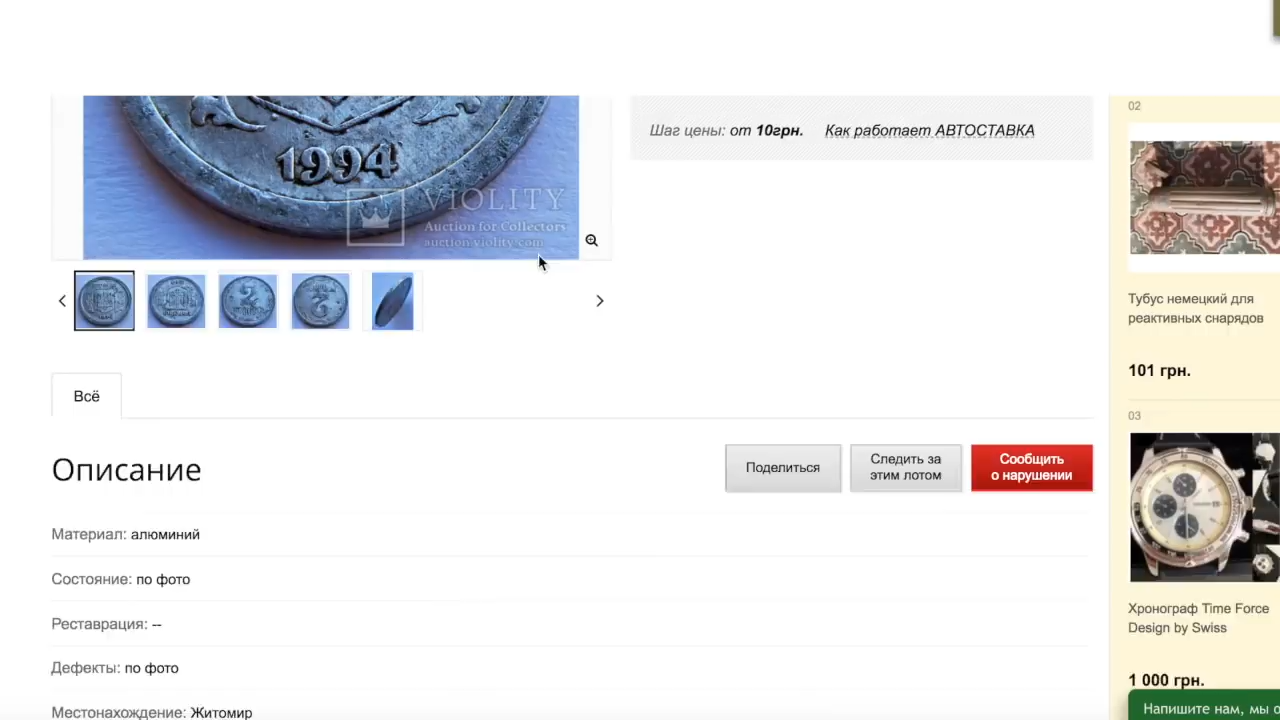 1994
VIOLITY
Auction for Collectors
auction.violity.com
Шаг цены: от 10грн. Как работает АВТОСТАВКА
Всё
Описание
Поделиться
Следить за
этим лотом
Сообщить
о нарушении
Материал: алюминий
Состояние: по фото
Реставрация: --
Дефекты: по фото
Местонахождение: Житомир
02
Тубус немецкий для
реактивных снарядов
101 грн.
03
Хронограф Time Force
Design by Swiss
1 000 грн.
Напишите нам, мы о